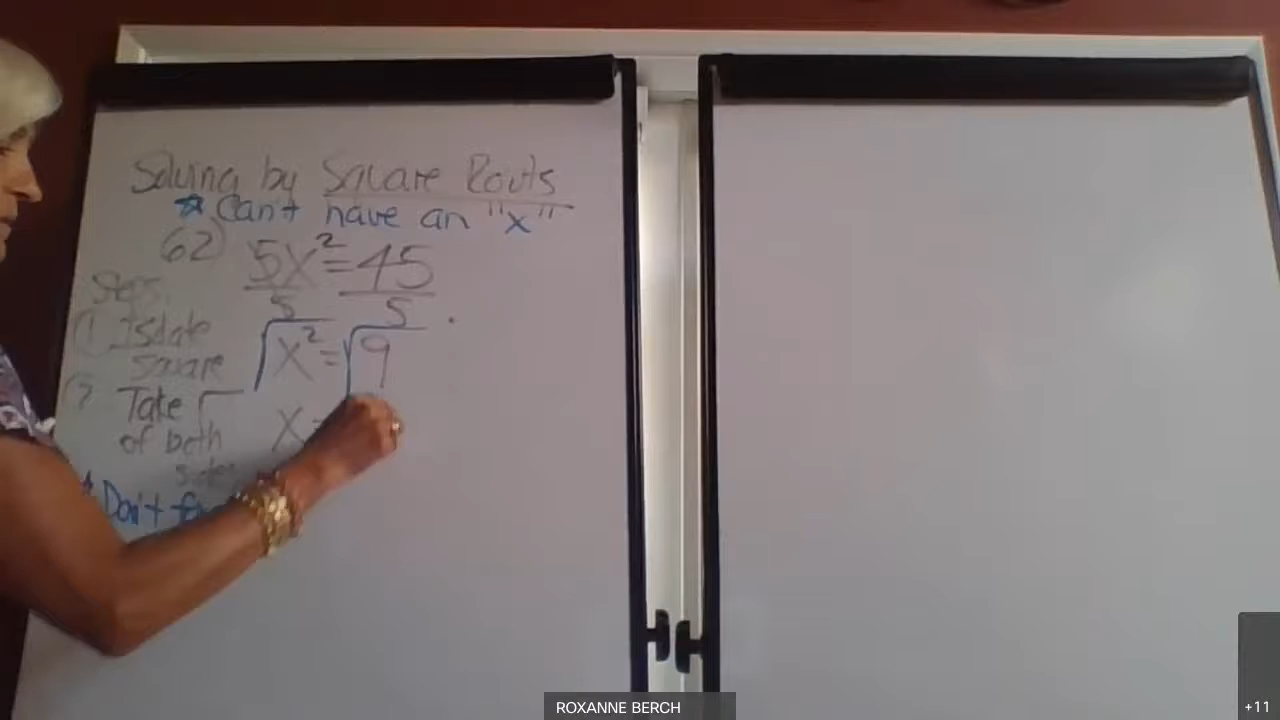 Solving by Square Roots
☆ Can't have an "x"
62) 5x² = 45
5 5
Steps
1) Isolate
square
√x² = √9
2) Take √
of both
sides
x =
* Don't
ROXANNE BERCH
+11